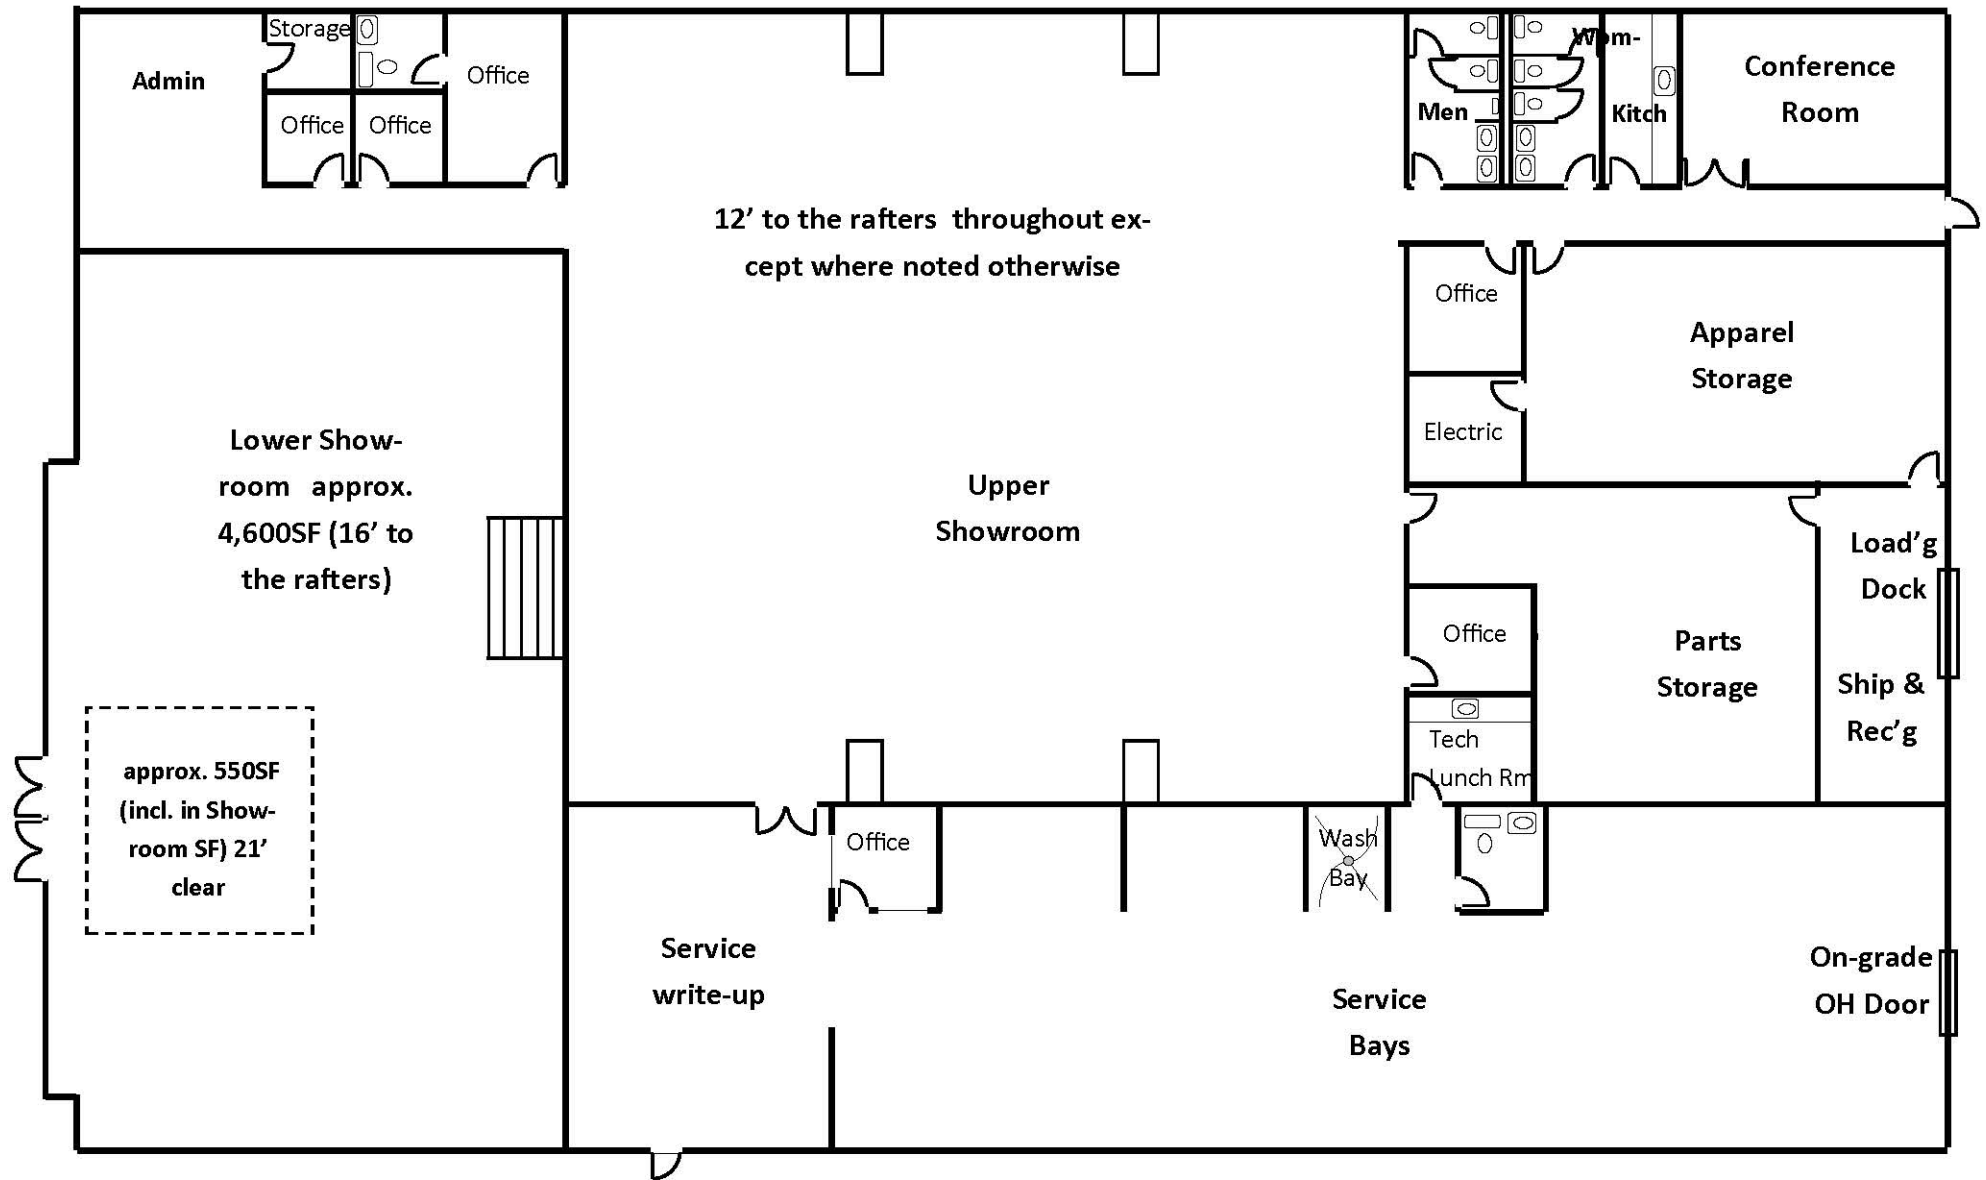 Storage
Admin
Office
Office
Office
Wom-
Men
Kitch
Conference
Room
12’ to the rafters throughout ex-
cept where noted otherwise
Office
Apparel
Storage
Electric
Lower Show-
room approx.
4,600SF (16’ to
the rafters)
Upper
Showroom
Load’g
Dock
Office
Parts
Storage
Ship &
Rec’g
Tech
Lunch Rm
approx. 550SF
(incl. in Show-
room SF) 21’
clear
Office
Wash
Bay
Service
write-up
Service
Bays
On-grade
OH Door